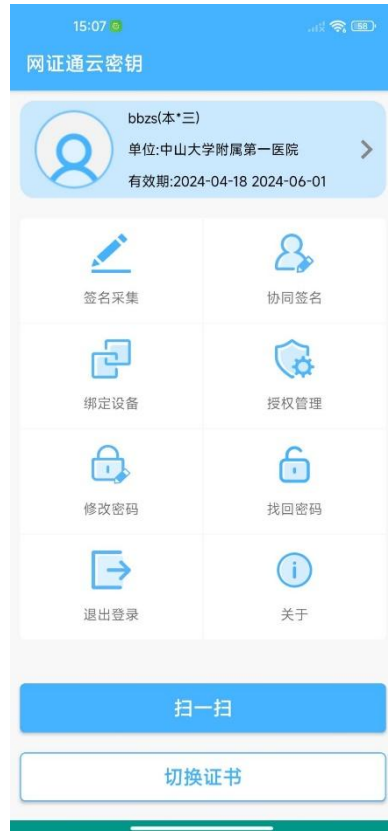 15:07
58
网证通云密钥
bbzs(本*三)
单位:中山大学附属第一医院
有效期:2024-04-18 2024-06-01
签名采集
协同签名
绑定设备
授权管理
修改密码
找回密码
退出登录
关于
扫一扫
切换证书